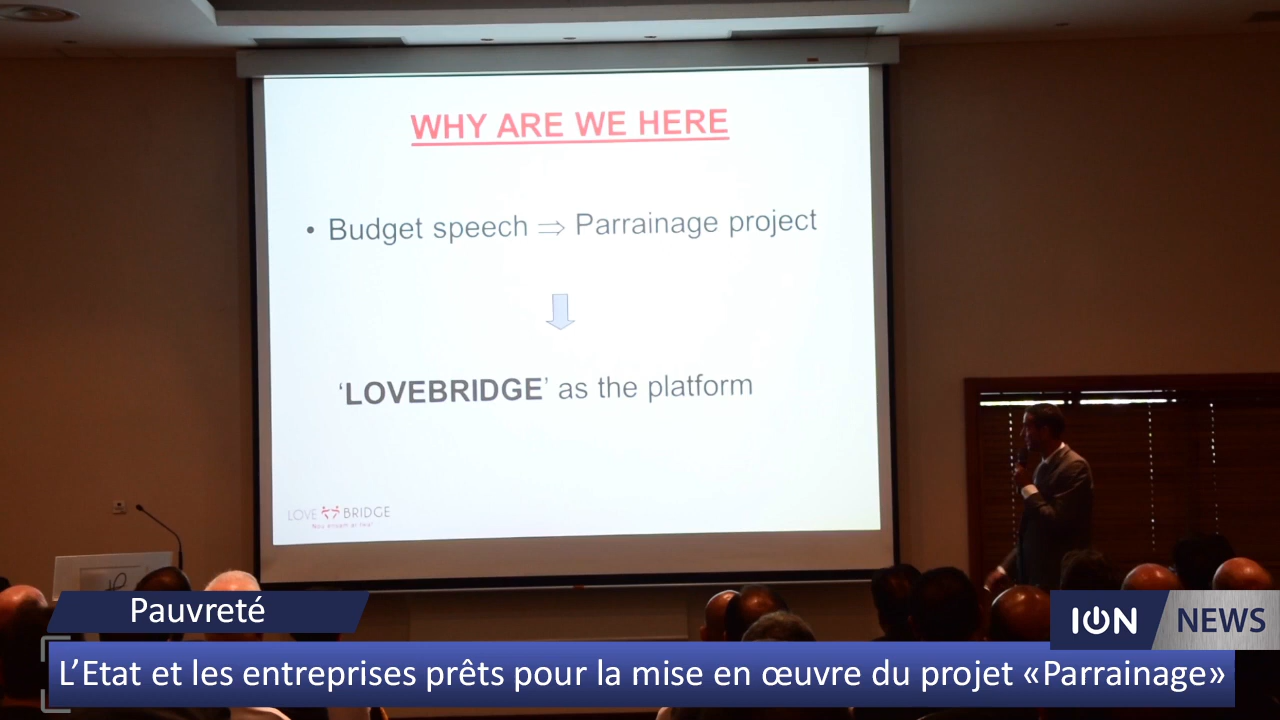 WHY ARE WE HERE
• Budget speech ⇒ Parrainage project
‘LOVEBRIDGE’ as the platform
LOVE BRIDGE
Pauvreté
ION NEWS
L’Etat et les entreprises prêts pour la mise en œuvre du projet «Parrainage»